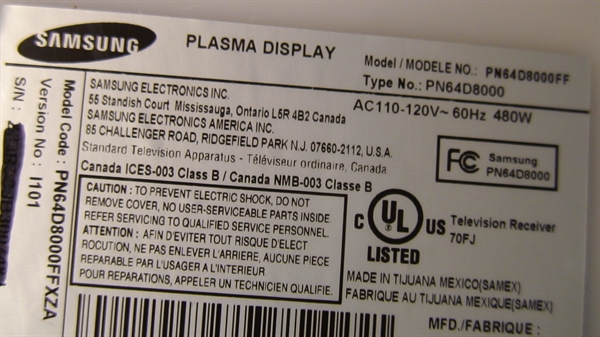 SAMSUNG
PLASMA DISPLAY
Model / MODELE NO.: PN64D8000FF
Type No.: PN64D8000
AC110-120V~ 60Hz 480W
SAMSUNG ELECTRONICS INC.
55 Standish Court Mississauga, Ontario L5R 4B2 Canada
SAMSUNG ELECTRONICS AMERICA INC.
85 CHALLENGER ROAD, RIDGEFIELD PARK N.J. 07660-2112, U.S.A.
Standard Television Apparatus - Téléviseur ordinaire, Canada
Canada ICES-003 Class B / Canada NMB-003 Classe B
FC Samsung
PN64D8000
CAUTION : TO PREVENT ELECTRIC SHOCK, DO NOT
REMOVE COVER, NO USER-SERVICEABLE PARTS INSIDE.
REFER SERVICING TO QUALIFIED SERVICE PERSONNEL.
ATTENTION : AFIN D'EVITER TOUT RISQUE D'ELECT
ROCUTION, NE PAS ENLEVER L'ARRIERE, AUCUNE PIECE
REPARABLE PAR L'USAGER A L'INTERIEUR
POUR REPARATIONS, APPELER UN TECHNICIEN QUALIFIE.
C UL US
LISTED
Television Receiver
70FJ
MADE IN TIJUANA MEXICO(SAMEX)
FABRIQUE AU TIJUANA MEXIQUE(SAMEX)
MFD./FABRIQUE :
Model Code : PN64D8000FFXZA
Version No : I101
S/N :